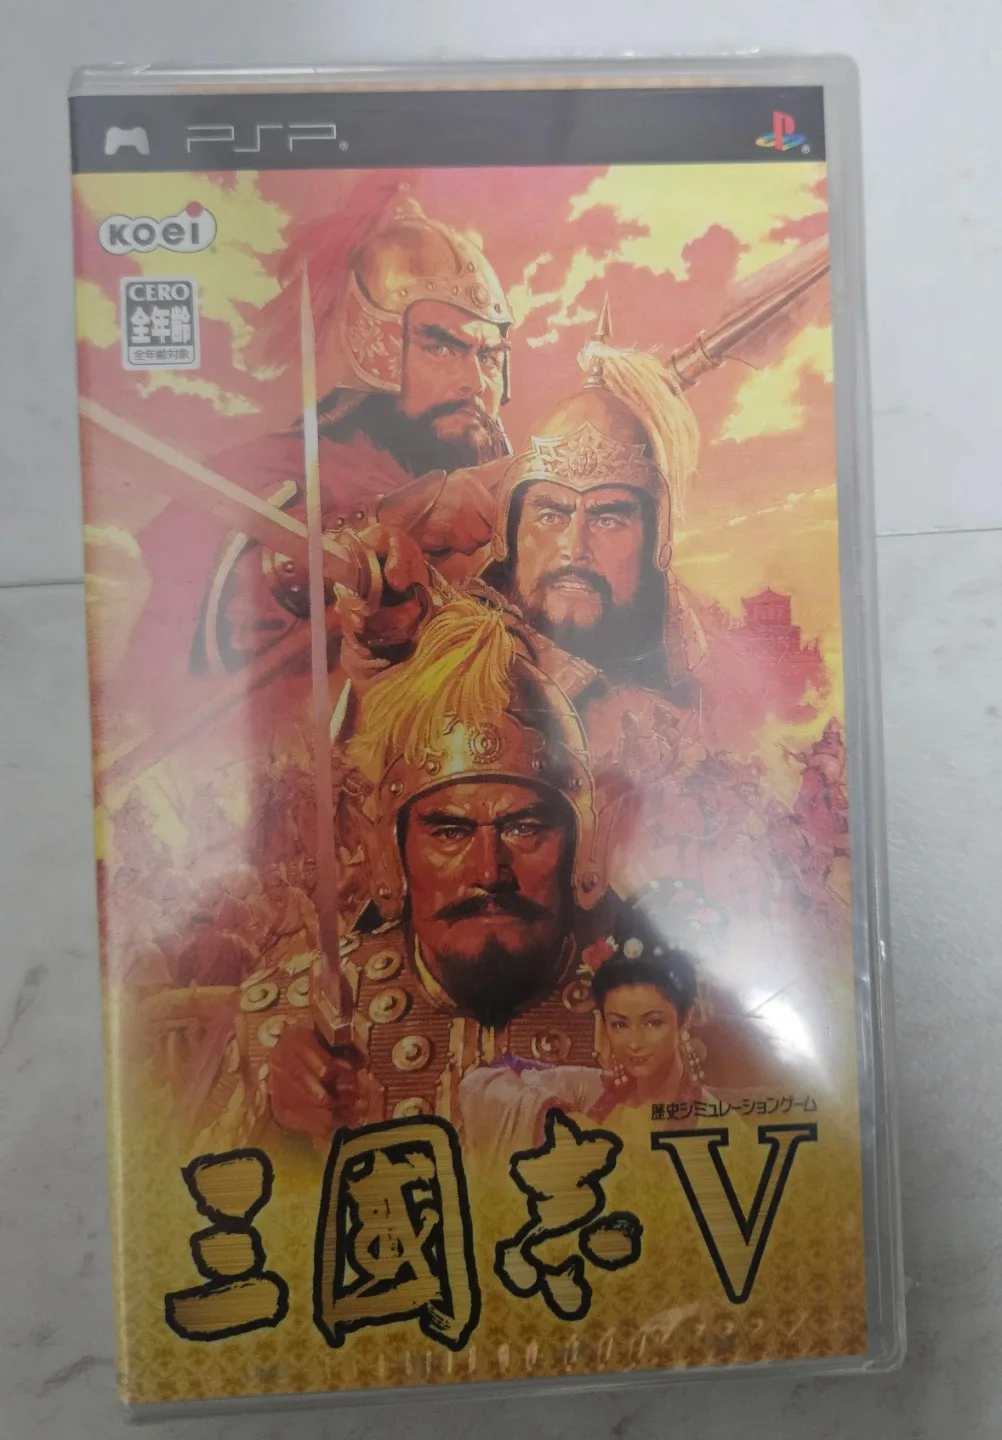 PSP®
KOEI®
CERO
全年齢
全年齢対象
歴史シミュレーションゲーム
三國志V